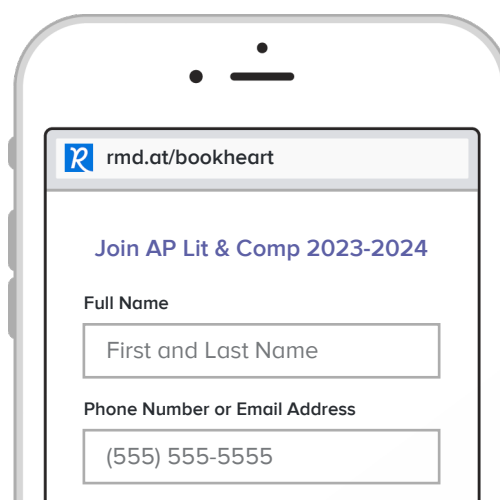 rmd.at/bookheart
Join AP Lit & Comp 2023-2024
Full Name
First and Last Name
Phone Number or Email Address
(555) 555-5555